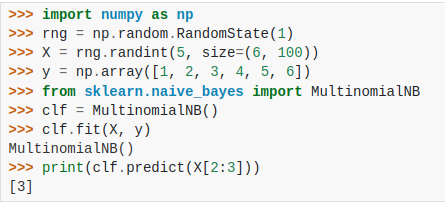 >>> import numpy as np
>>> rng = np.random.RandomState(1)
>>> X = rng.randint(5, size=(6, 100))
>>> y = np.array([1, 2, 3, 4, 5, 6])
>>> from sklearn.naive_bayes import MultinomialNB
>>> clf = MultinomialNB()
>>> clf.fit(X, y)
MultinomialNB()
>>> print(clf.predict(X[2:3]))
[3]